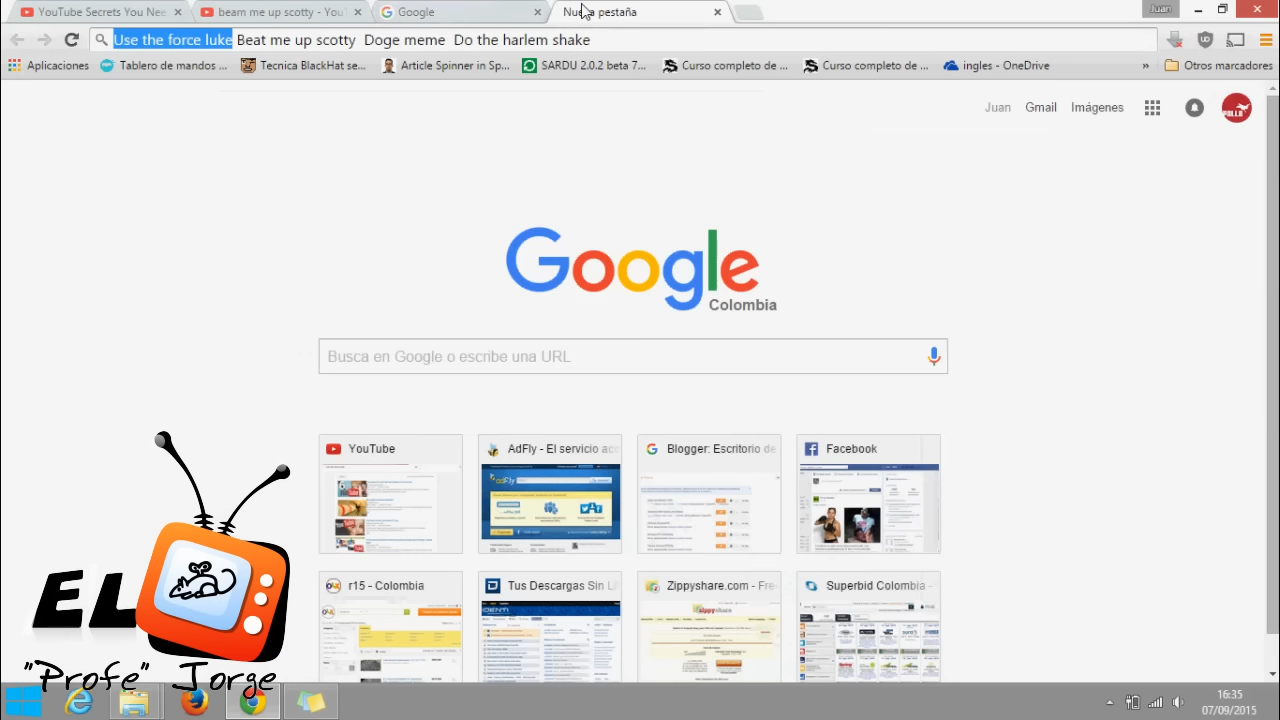 YouTube Secrets You Nee
beam me up scotty - You
Google
Nueva pestaña
Juan
Use the force luke Beat me up scotty Doge meme Do the harlem shake
Aplicaciones
Tablero de mandos ...
Tecnica BlackHat se...
Article Spinner in Sp...
SARDU 2.0.2 beta 7...
Curso completo de ...
Curso completo de ...
ingles - OneDrive
»
Otros marcadores
Juan Gmail Imágenes
Google
Colombia
Busca en Google o escribe una URL
YouTube
AdFly - El servicio aco
Blogger: Escritorio de
Facebook
r15 - Colombia
Tus Descargas Sin L
Zippyshare.com - Fre
Superbid Colombia -
EL
"Profe" Jorge
16:35
07/09/2015